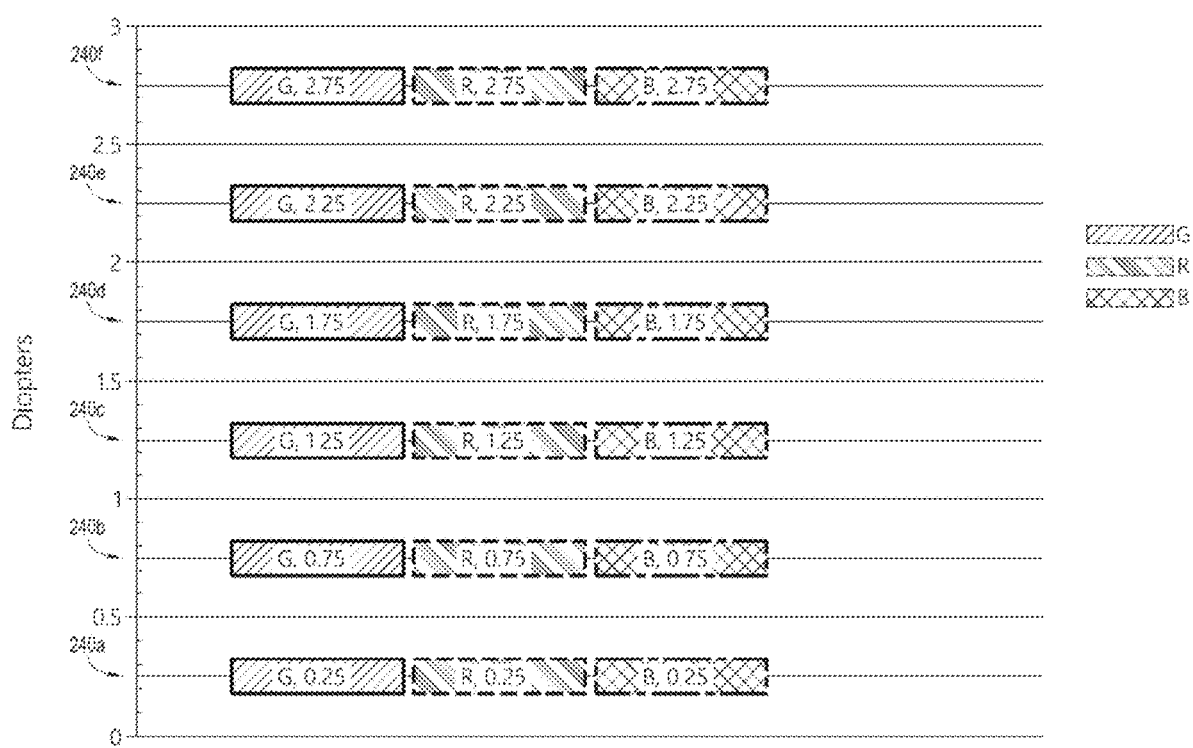 3
240f
G, 2.75 R, 2.75 B, 2.75
2.5
240e
G, 2.25 R, 2.25 B, 2.25
G
R
B
2
240d
G, 1.75 R, 1.75 B, 1.75
Diopters
1.5
240c
G, 1.25 R, 1.25 B, 1.25
1
240b
G, 0.75 R, 0.75 B, 0.75
0.5
240a
G, 0.25 R, 0.25 B, 0.25
0